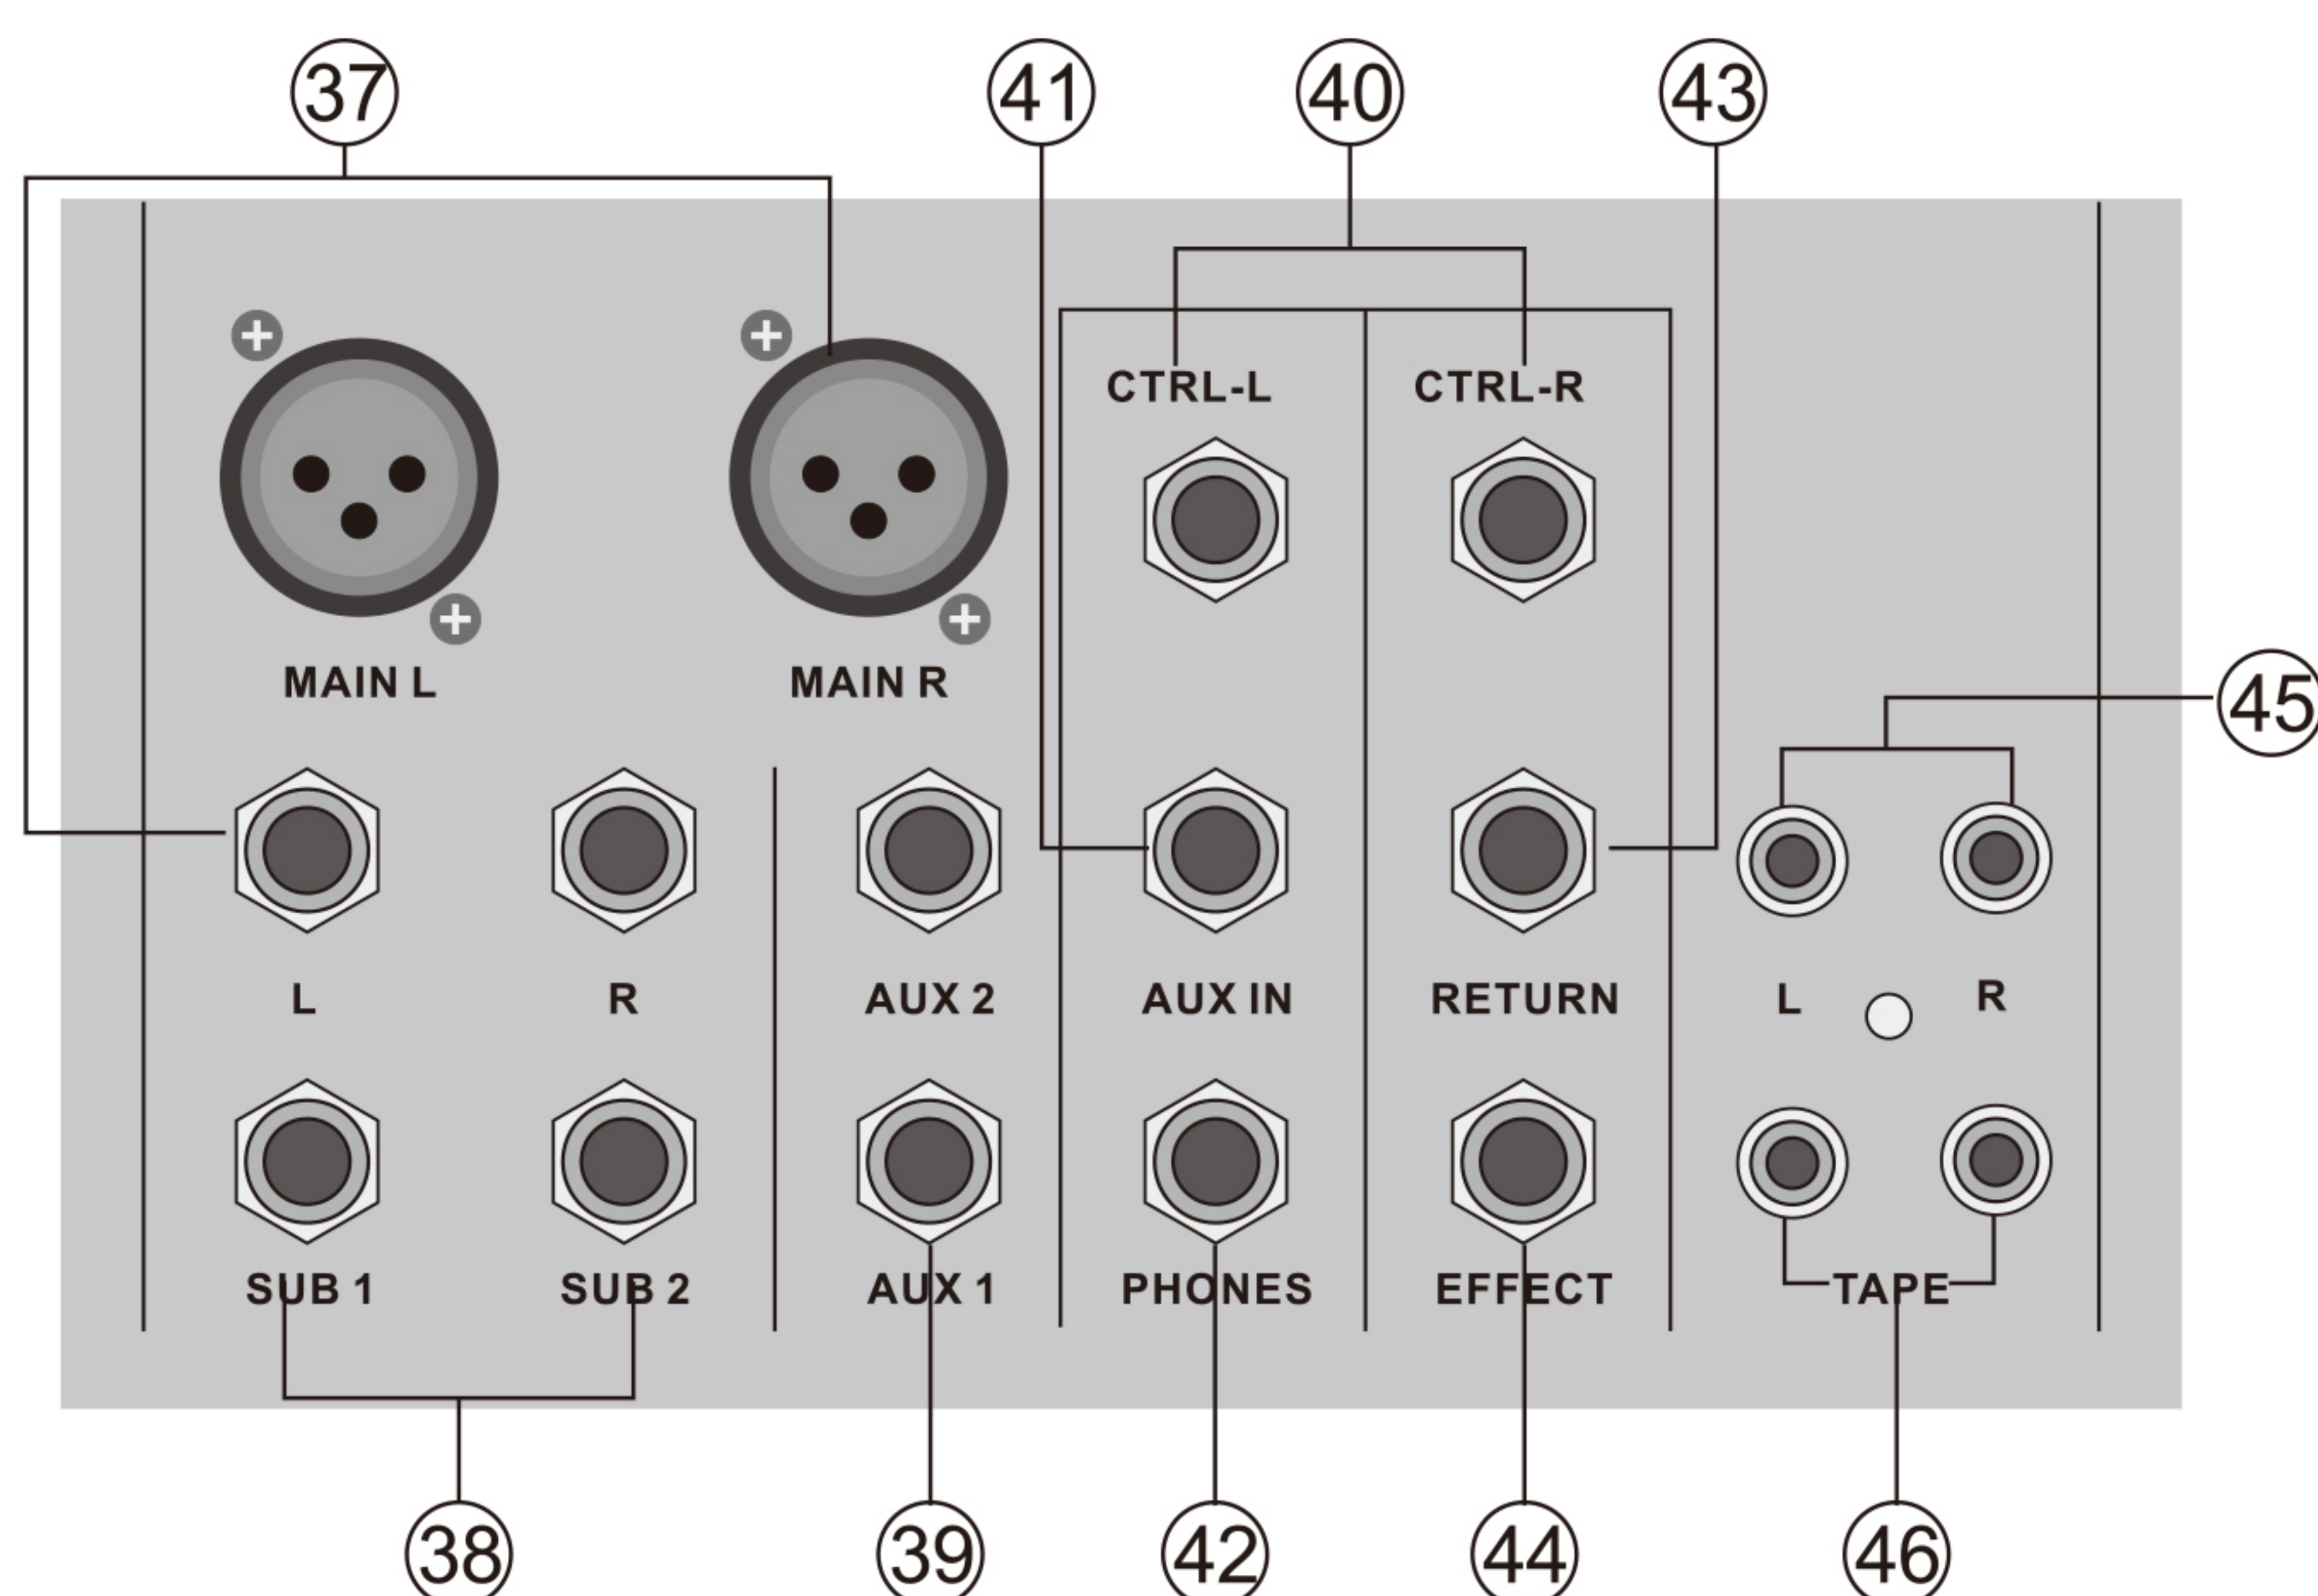 37 41 40 43
CTRL-L CTRL-R
MAIN L MAIN R
45
L R AUX 2 AUX IN RETURN L R
SUB 1 SUB 2 AUX 1 PHONES EFFECT TAPE
38 39 42 44 46